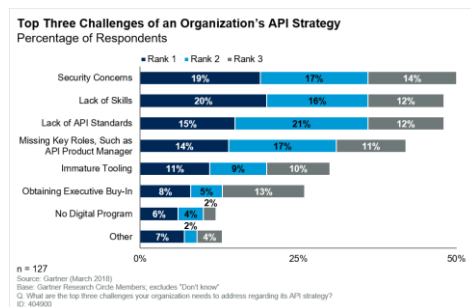 Top Three Challenges of an Organization's API Strategy
Percentage of Respondents
Rank 1 Rank 2 Rank 3
Security Concerns 19% 17% 14%
Lack of Skills 20% 16% 12%
Lack of API Standards 15% 21% 12%
Missing Key Roles, Such as
API Product Manager 14% 17% 11%
Immature Tooling 11% 9% 10%
Obtaining Executive Buy-In 8% 5% 13%
No Digital Program 6% 4% 2%
Other 7% 2% 4%
0% 25% 50%
n = 127
Source: Gartner (March 2018)
Base: Gartner Research Circle Members; excludes "Don't know"
Q. What are the top three challenges your organization needs to address regarding its API strategy?
ID: 404900